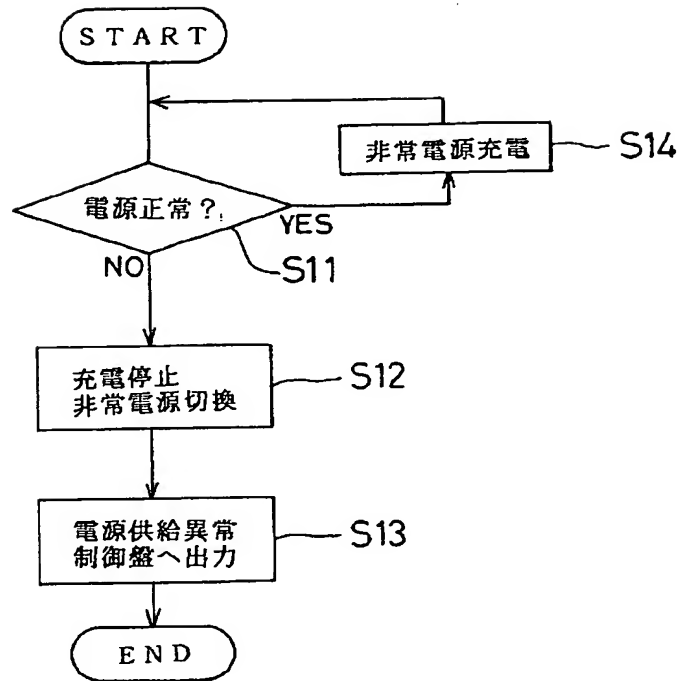 START
非常電源充電
S14
電源正常?
YES
NO
S11
充電停止
非常電源切換
S12
電源供給異常
制御盤へ出力
S13
END